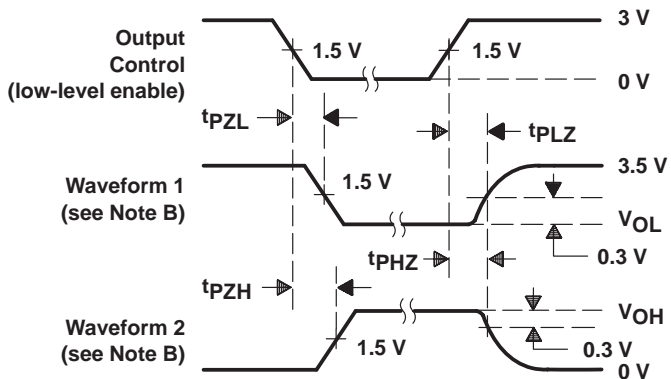 Output
Control
(low-level enable)
1.5 V
1.5 V
3 V
0 V
tPZL
tPLZ
Waveform 1
(see Note B)
1.5 V
3.5 V
VOL
0.3 V
tPHZ
tPZH
Waveform 2
(see Note B)
1.5 V
VOH
0.3 V
0 V